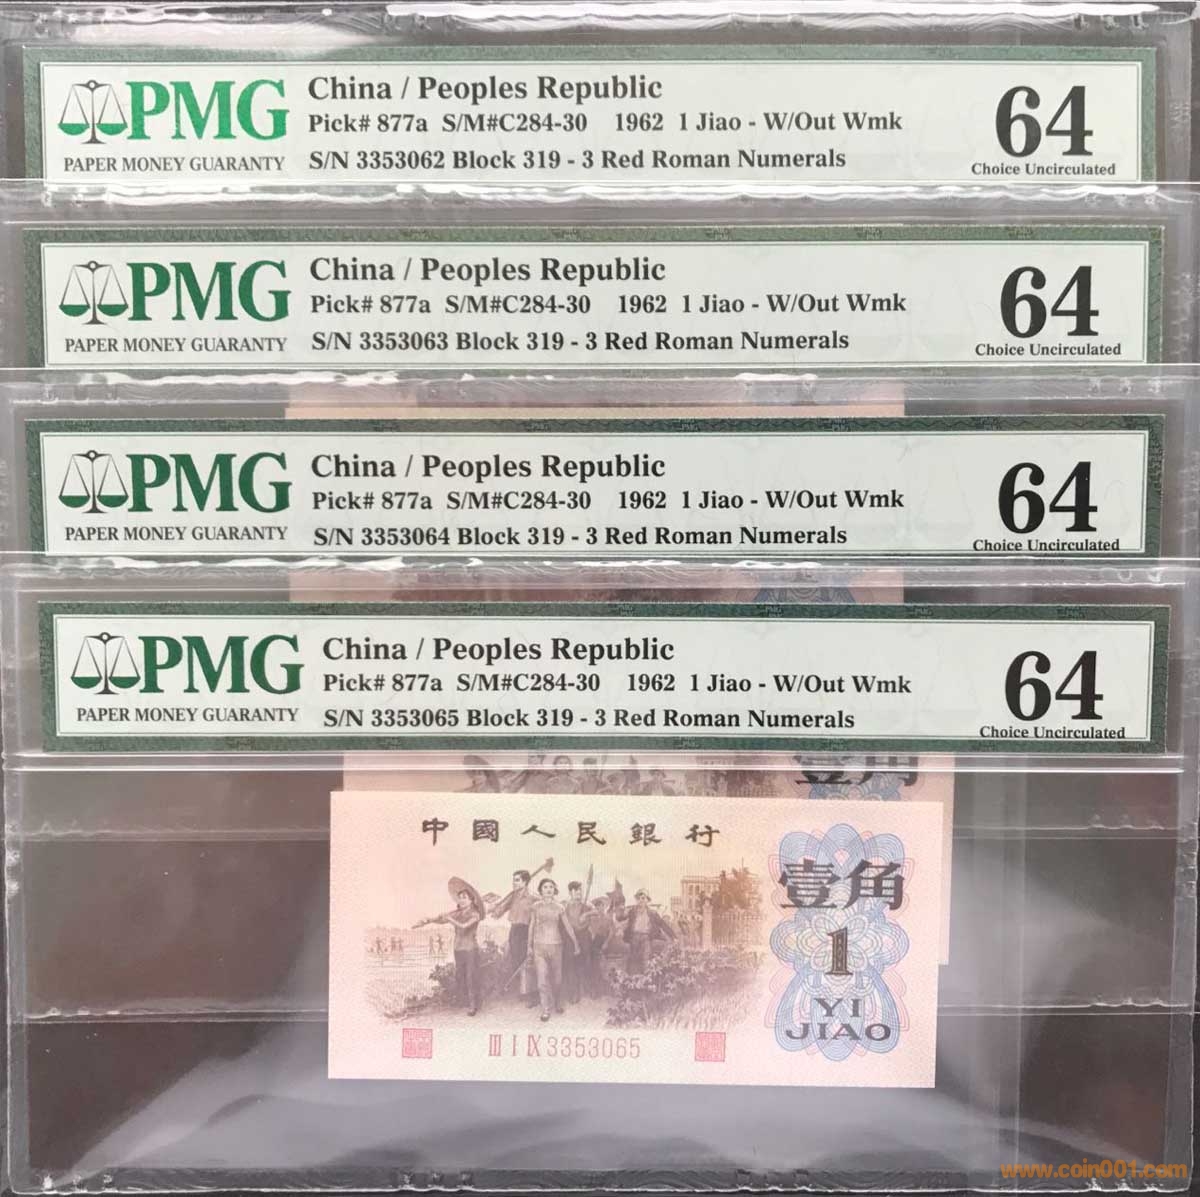 PMG
PAPER MONEY GUARANTY
China / Peoples Republic
Pick# 877a S/M#C284-30 1962 1 Jiao - W/Out Wmk
S/N 3353062 Block 319 - 3 Red Roman Numerals
64
Choice Uncirculated
PMG
PAPER MONEY GUARANTY
China / Peoples Republic
Pick# 877a S/M#C284-30 1962 1 Jiao - W/Out Wmk
S/N 3353063 Block 319 - 3 Red Roman Numerals
64
Choice Uncirculated
PMG
PAPER MONEY GUARANTY
China / Peoples Republic
Pick# 877a S/M#C284-30 1962 1 Jiao - W/Out Wmk
S/N 3353064 Block 319 - 3 Red Roman Numerals
64
Choice Uncirculated
PMG
PAPER MONEY GUARANTY
China / Peoples Republic
Pick# 877a S/M#C284-30 1962 1 Jiao - W/Out Wmk
S/N 3353065 Block 319 - 3 Red Roman Numerals
64
Choice Uncirculated
壹角
中國人民銀行
壹角
1
YI
JIAO
III I IX 3353065
www.coin001.com